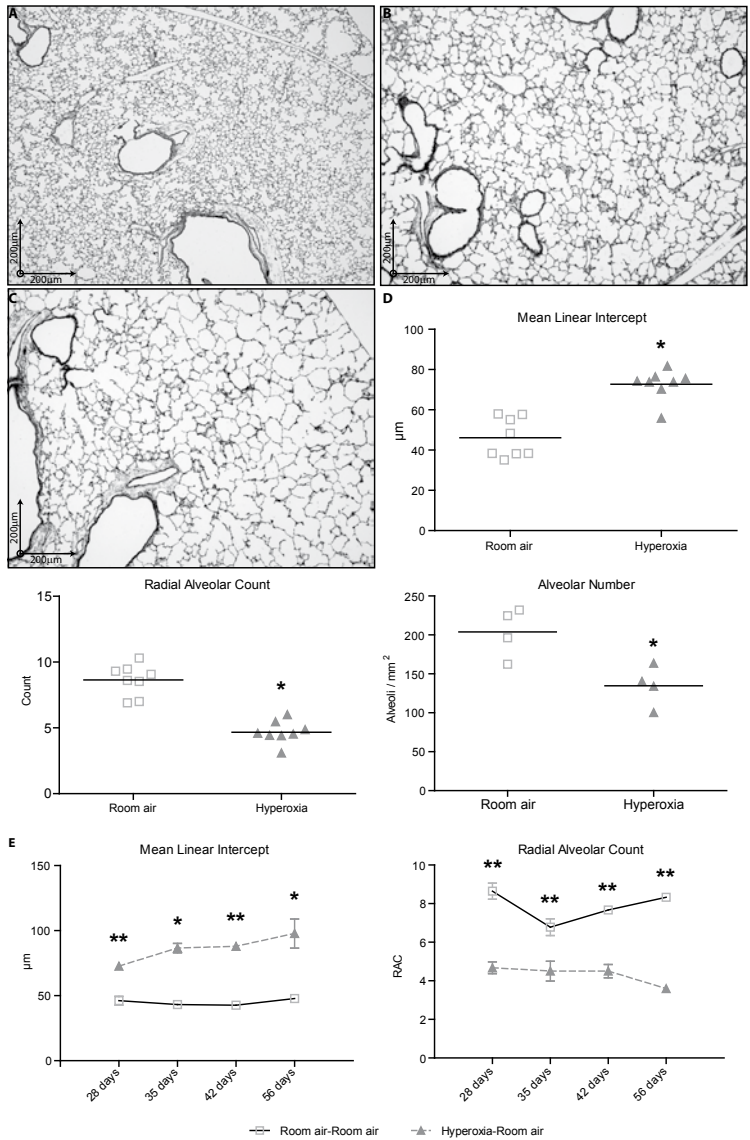 A
200µm
200µm
B
200µm
200µm
C
200µm
200µm
D
Mean Linear Intercept
100
80
60
40
20
0
µm
*
Room air
Hyperoxia
Radial Alveolar Count
15
10
5
0
Count
*
Room air
Hyperoxia
Alveolar Number
250
200
150
100
50
0
Alveoli / mm²
*
Room air
Hyperoxia
E
Mean Linear Intercept
150
100
50
0
µm
**
*
**
*
28 days
35 days
42 days
56 days
Radial Alveolar Count
10
8
6
4
2
0
RAC
**
**
**
**
28 days
35 days
42 days
56 days
Room air-Room air
Hyperoxia-Room air